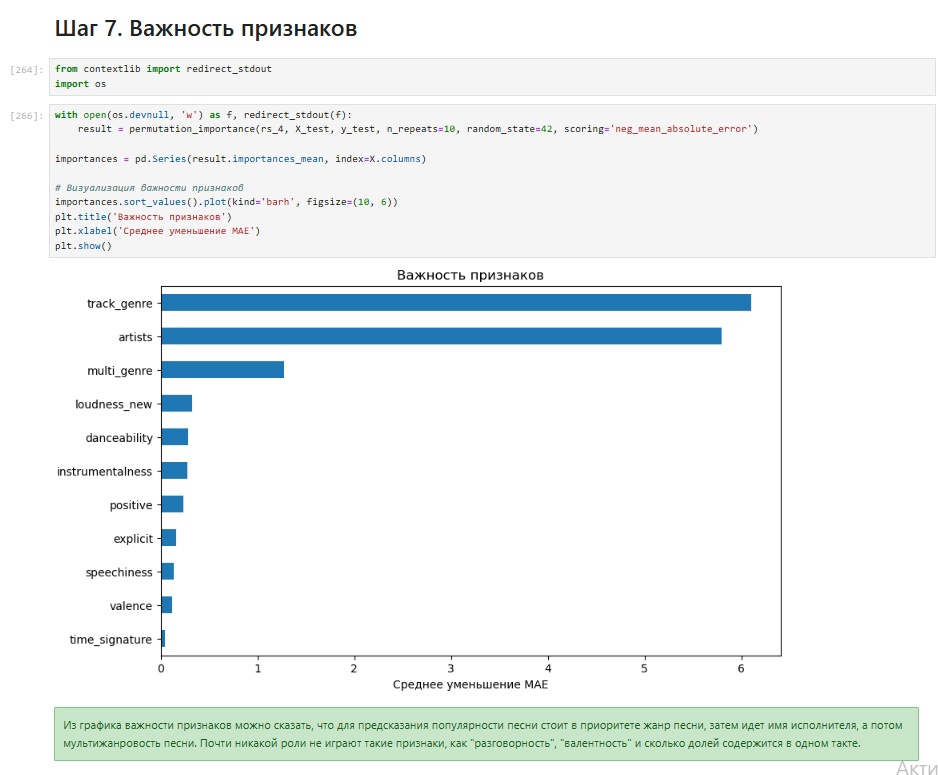 Шаг 7. Важность признаков
[264]:
from contextlib import redirect_stdout
import os
[266]:
with open(os.devnull, 'w') as f, redirect_stdout(f):
    result = permutation_importance(rs_4, X_test, y_test, n_repeats=10, random_state=42, scoring='neg_mean_absolute_error')
importances = pd.Series(result.importances_mean, index=X.columns)
# Визуализация важности признаков
importances.sort_values().plot(kind='barh', figsize=(10, 6))
plt.title('Важность признаков')
plt.xlabel('Среднее уменьшение MAE')
plt.show()
Важность признаков
track_genre
artists
multi_genre
loudness_new
danceability
instrumentalness
positive
explicit
speechiness
valence
time_signature
0 1 2 3 4 5 6
Среднее уменьшение MAE
Из графика важности признаков можно сказать, что для предсказания популярности песни стоит в приоритете жанр песни, затем идет имя исполнителя, а потом
мультижанровость песни. Почти никакой роли не играют такие признаки, как "разговорность", "валентность" и сколько долей содержится в одном такте.
Акти